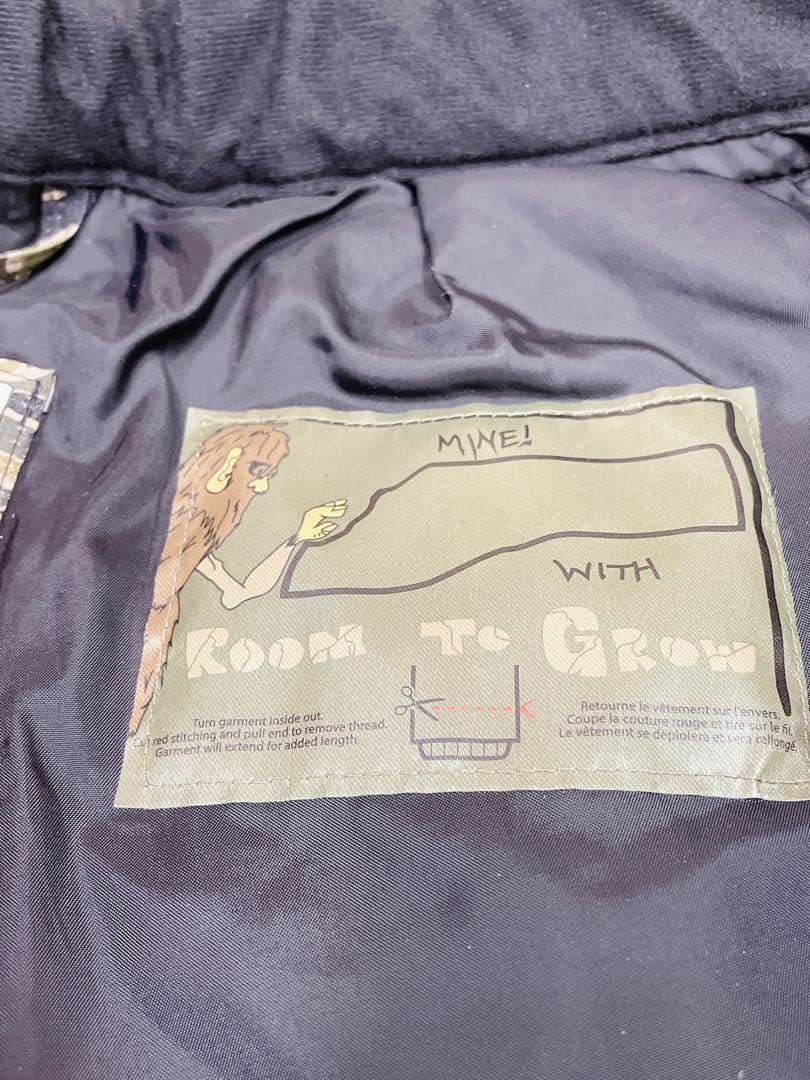 MINE!
WITH
ROOM TO GROW
Turn garment inside out.
Cut red stitching and pull end to remove thread.
Garment will extend for added length.
Retourne le vêtement sur l'envers.
Coupe la couture rouge et tire sur le fil.
Le vêtement se déploiera et sera rallongé.